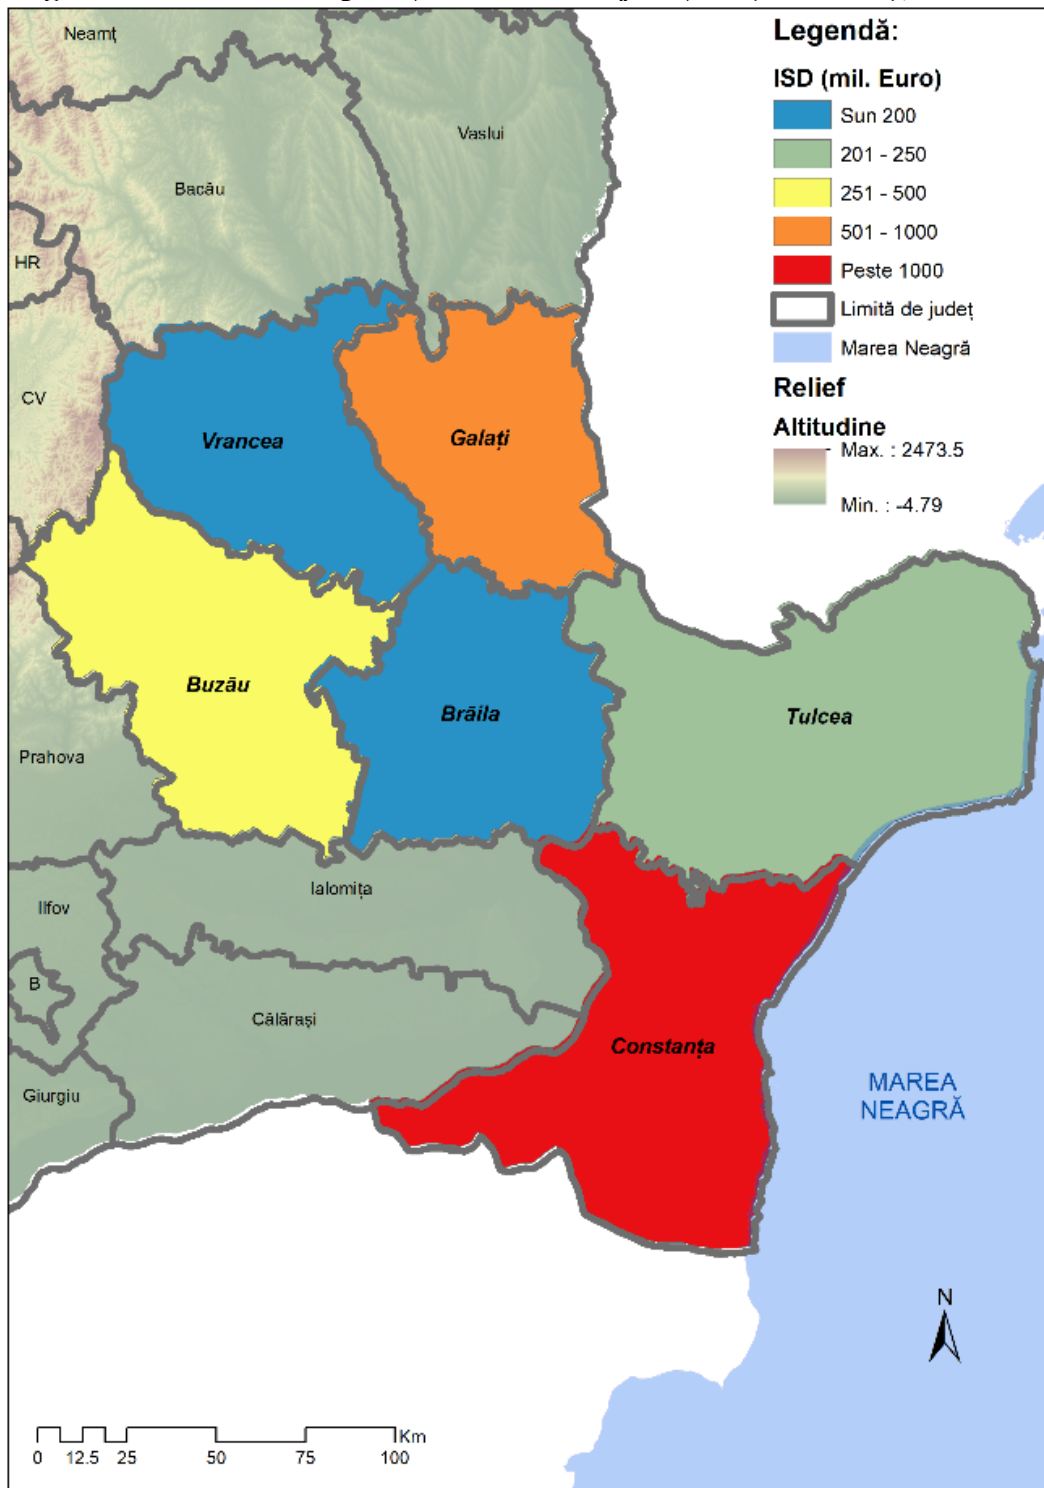 Legendă:
ISD (mil. Euro)
Sun 200
201 - 250
251 - 500
501 - 1000
Peste 1000
Limită de județ
Marea Neagră
Relief
Altitudine
Max. : 2473.5
Min. : -4.79
Neamț
Vaslui
Bacău
HR
CV
Vrancea
Galați
Buzău
Brăila
Tulcea
Prahova
Ialomița
Ilfov
B
Călărași
Constanța
Giurgiu
MAREA
NEAGRĂ
N
Km
0 12.5 25 50 75 100